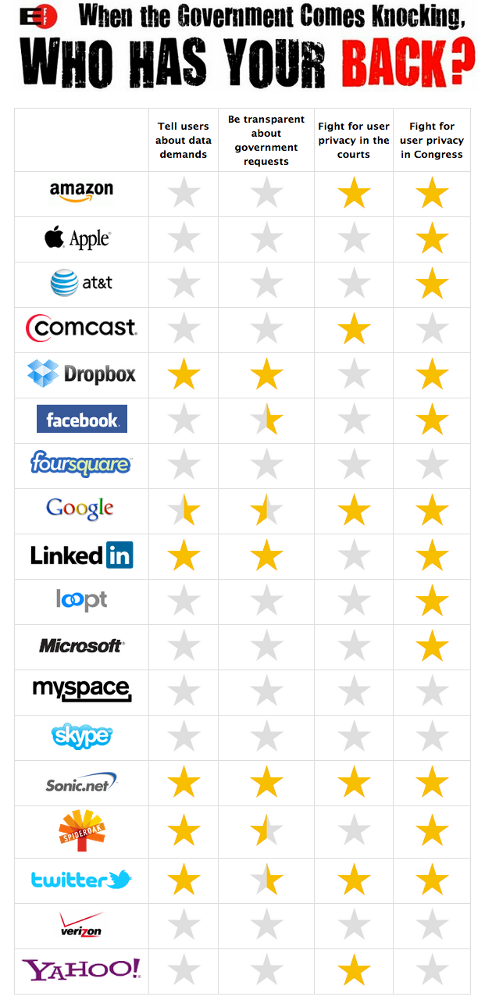 EFF When the Government Comes Knocking,
WHO HAS YOUR BACK?
Tell users
about data
demands
Be transparent
about
government
requests
Fight for user
privacy in the
courts
Fight for
user privacy
in Congress
amazon
Apple
at&t
Comcast
Dropbox
facebook
foursquare
Google
Linked in
loopt
Microsoft
myspace
skype
Sonic.net
SPIDEROAK
twitter
verizon
YAHOO!